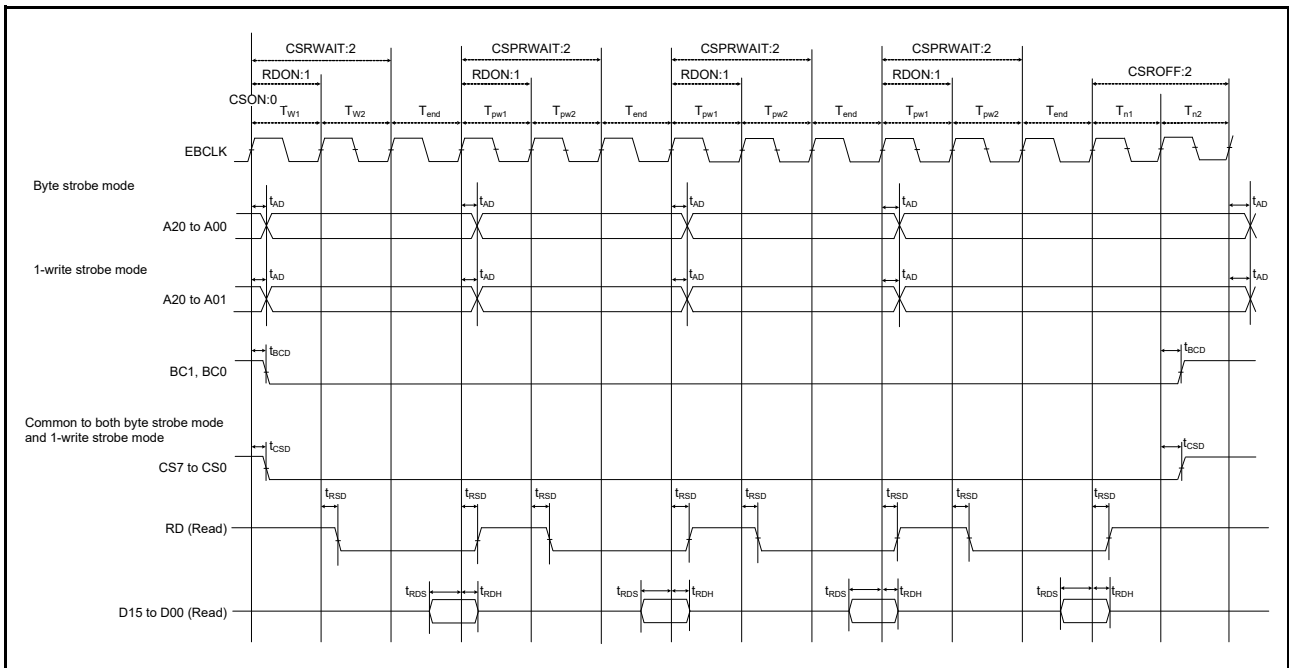 CSRWAIT:2 CSPRWAIT:2 CSPRWAIT:2 CSPRWAIT:2
RDON:1 RDON:1 RDON:1 RDON:1 CSROFF:2
CSON:0
TW1 TW2 Tend Tpw1 Tpw2 Tend Tpw1 Tpw2 Tend Tpw1 Tpw2 Tend Tn1 Tn2
EBCLK
Byte strobe mode
tAD tAD tAD tAD tAD
A20 to A00
1-write strobe mode
tAD tAD tAD tAD tAD
A20 to A01
tBCD tBCD
BC1, BC0
Common to both byte strobe mode
and 1-write strobe mode
tCSD tCSD
CS7 to CS0
tRSD tRSD tRSD tRSD tRSD tRSD tRSD tRSD
RD (Read)
tRDS tRDH tRDS tRDH tRDS tRDH tRDS tRDH
D15 to D00 (Read)